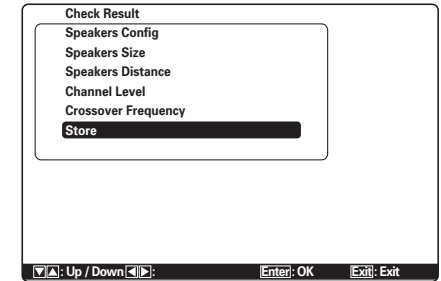 Check Result
Speakers Config
Speakers Size
Speakers Distance
Channel Level
Crossover Frequency
Store
▼▲: Up / Down ◀▶: Enter: OK Exit: Exit